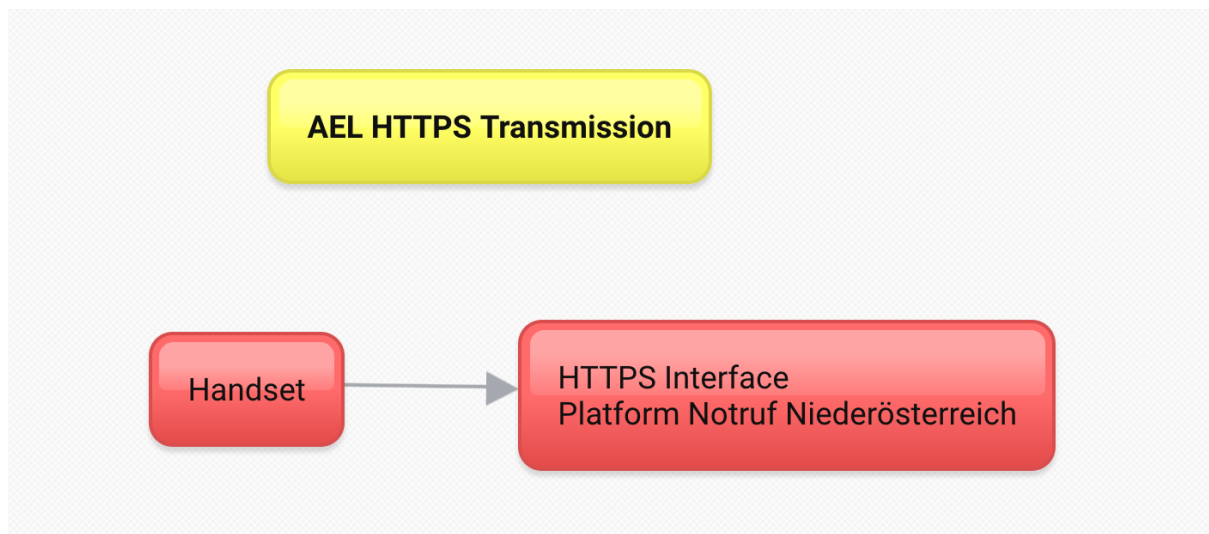 AEL HTTPS Transmission
Handset
HTTPS Interface
Platform Notruf Niederösterreich